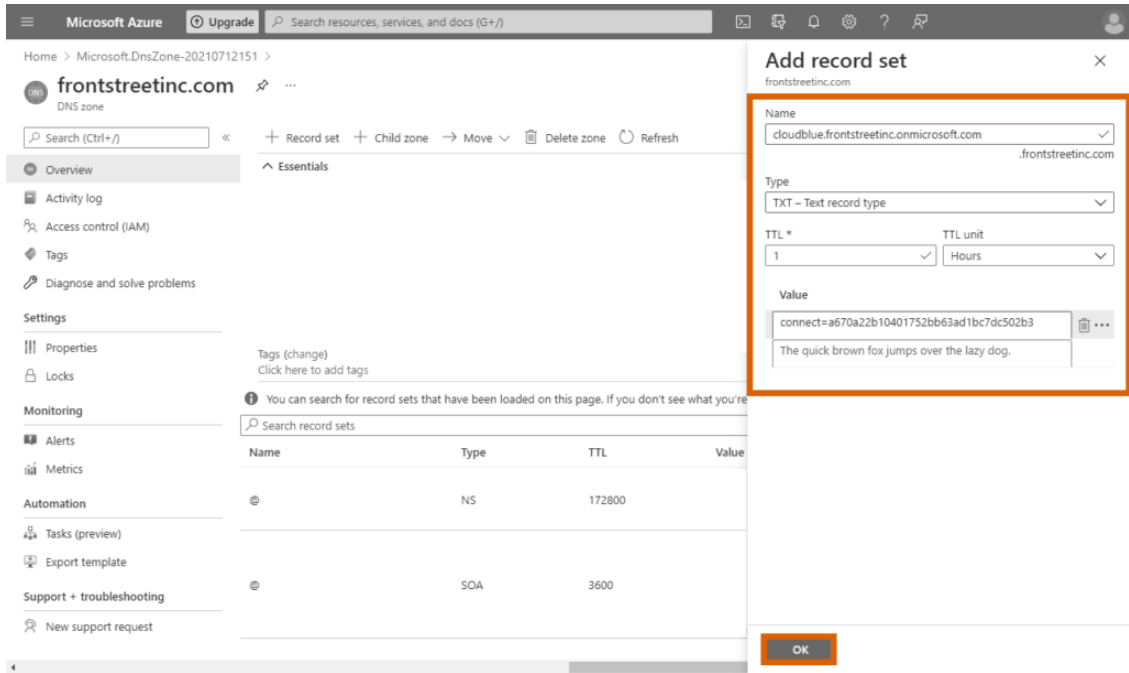 Microsoft Azure
Upgrade
Search resources, services, and docs (G+/)
Home > Microsoft.DnsZone-20210712151 >
DNS
frontstreetinc.com
DNS zone
Search (Ctrl+/)
Overview
Activity log
Access control (IAM)
Tags
Diagnose and solve problems
Settings
Properties
Locks
Monitoring
Alerts
Metrics
Automation
Tasks (preview)
Export template
Support + troubleshooting
New support request
Record set
Child zone
Move
Delete zone
Refresh
Essentials
Tags (change)
Click here to add tags
You can search for record sets that have been loaded on this page. If you don't see what you're
Search record sets
Name Type TTL Value
@ NS 172800
@ SOA 3600
Add record set
frontstreetinc.com
Name
cloudblue.frontstreetinc.onmicrosoft.com
.frontstreetinc.com
Type
TXT – Text record type
TTL * TTL unit
1 Hours
Value
connect=a670a22b10401752bb63ad1bc7dc502b3
The quick brown fox jumps over the lazy dog.
OK